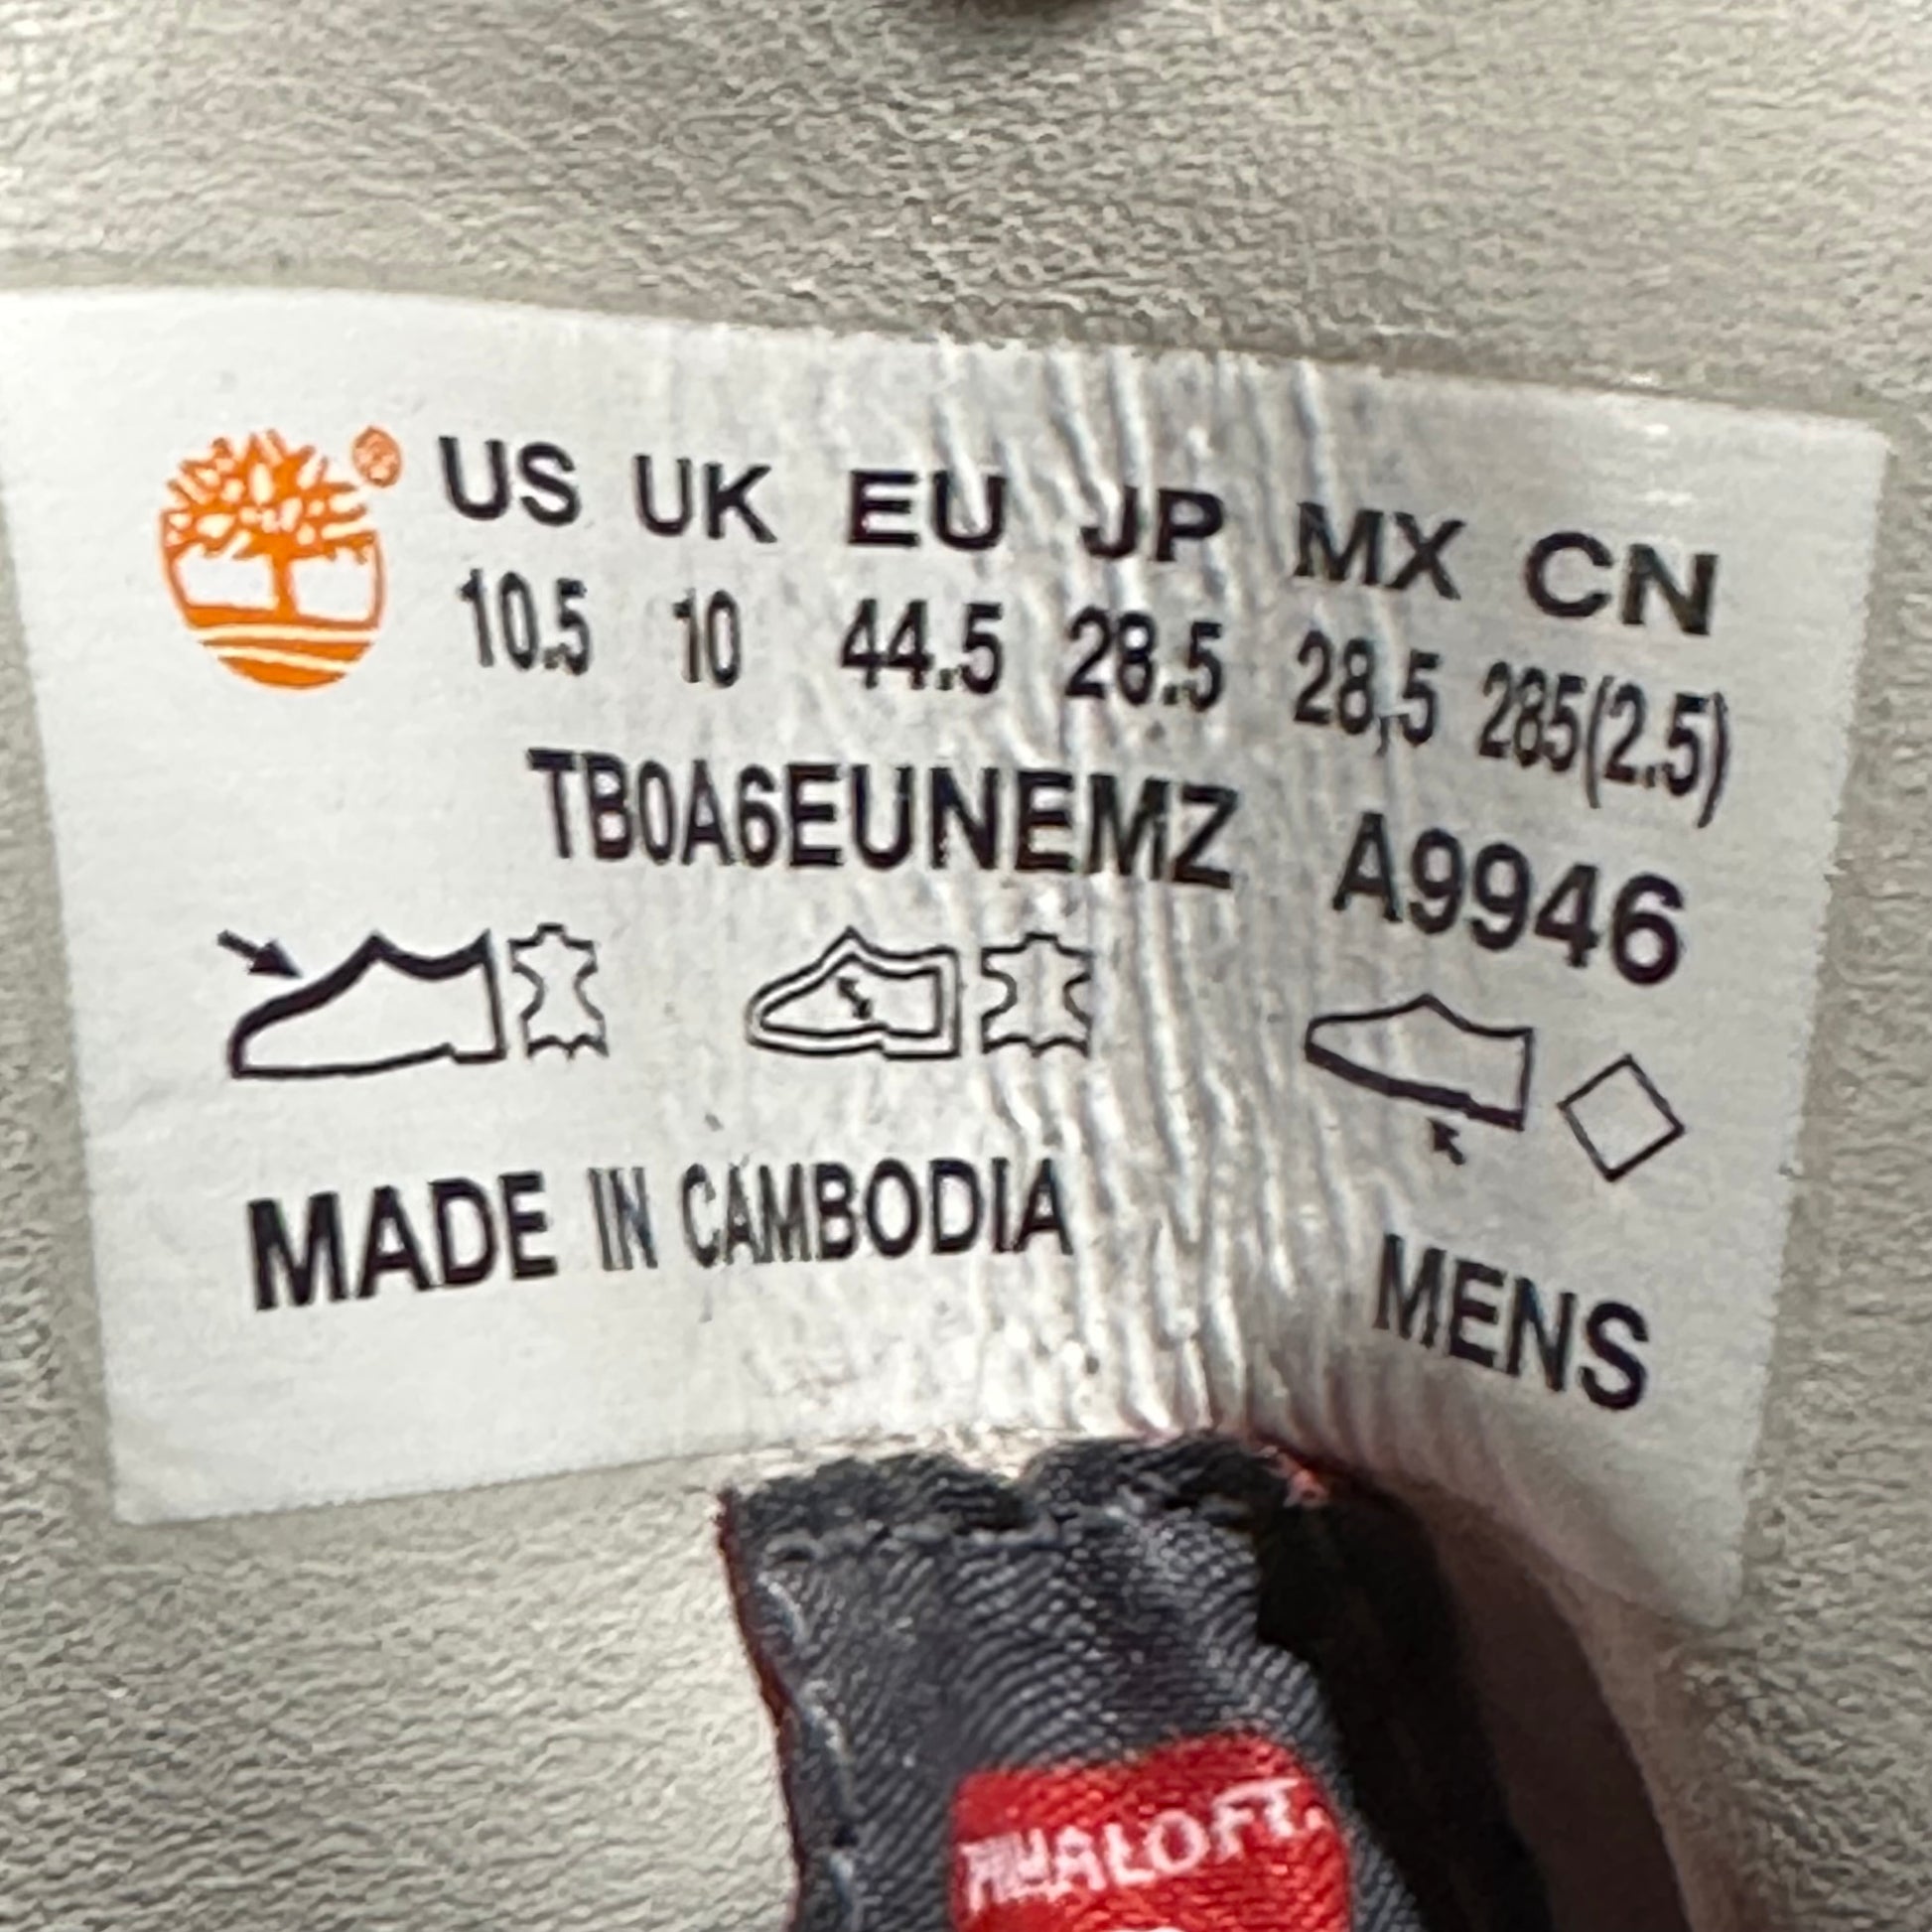 ® US UK EU JP MX CN
10.5 10 44.5 28.5 28,5 285(2.5)
TB0A6EUNEMZ A9946
MADE IN CAMBODIA
MENS